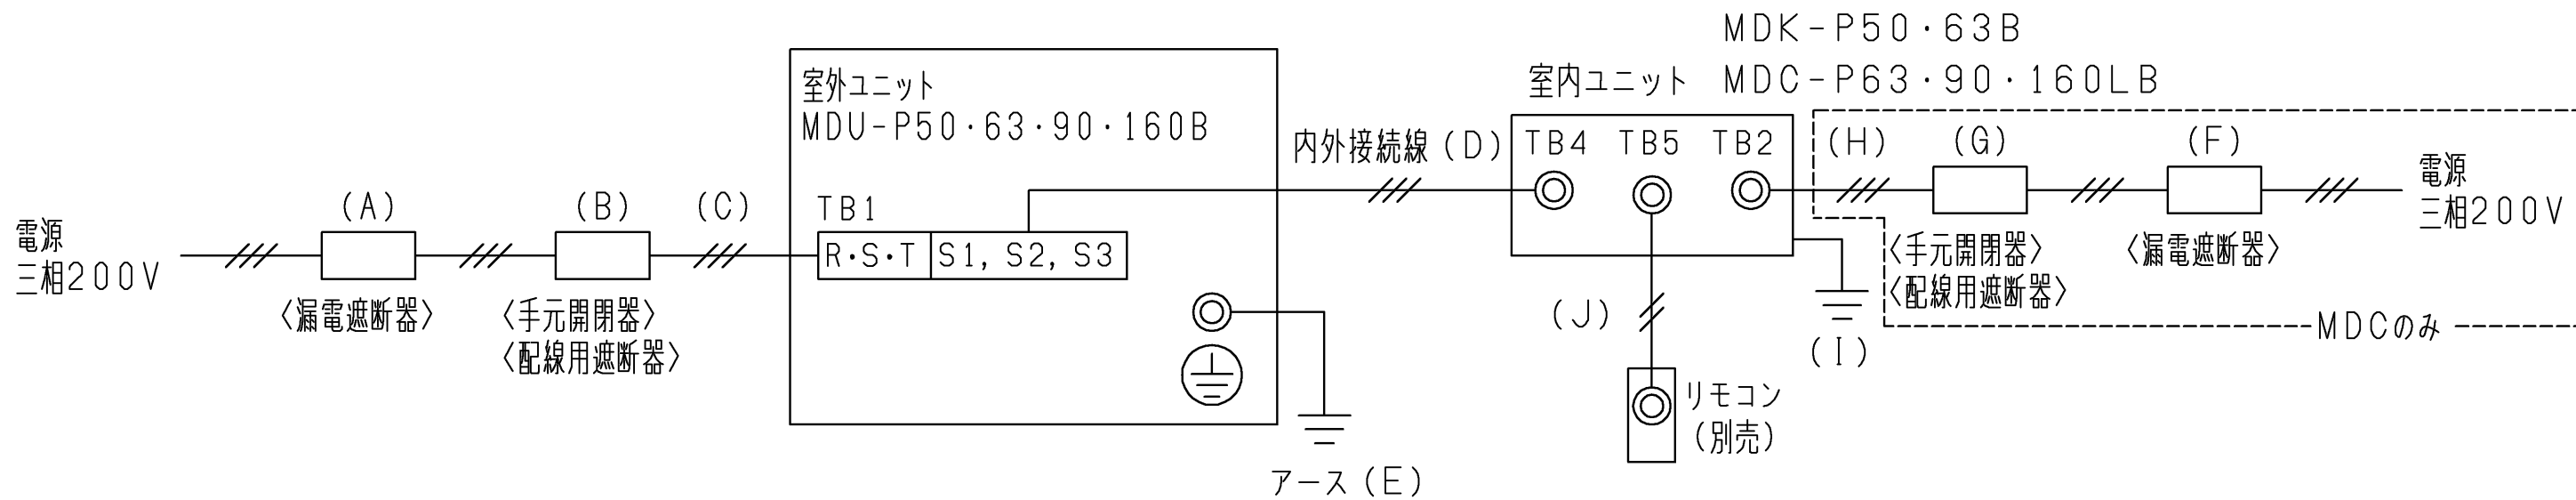 MDK-P50・63B
室内ユニット MDC-P63・90・160LB
室外ユニット
MDU-P50・63・90・160B
内外接続線(D)
TB4 TB5 TB2
(H)
(G)
(F)
電源
三相200V
(A)
(B)
(C)
TB1
R・S・T
S1, S2, S3
電源
三相200V
〈漏電遮断器〉
〈手元開閉器〉
〈配線用遮断器〉
〈手元開閉器〉
〈配線用遮断器〉
〈漏電遮断器〉
MDCのみ
(J)
(I)
リモコン
(別売)
アース(E)